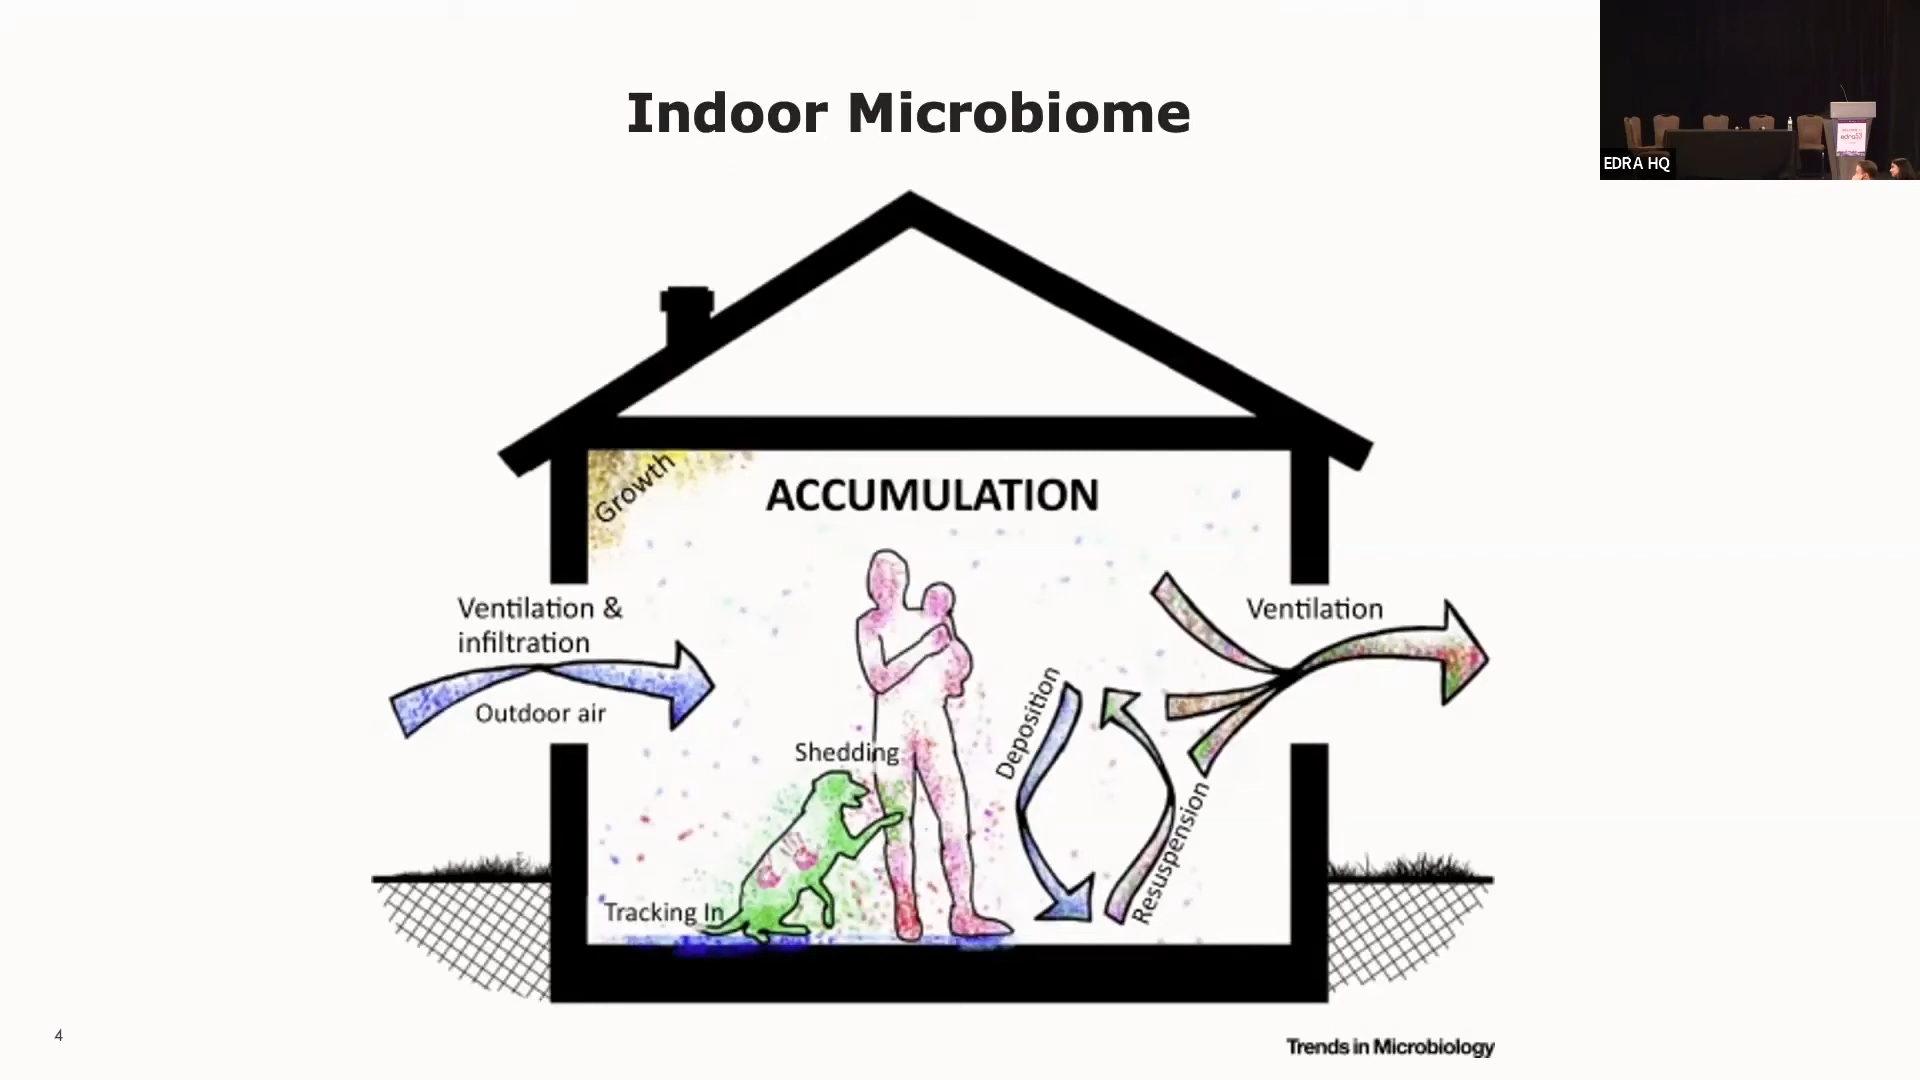 Indoor Microbiome
EDRA HQ
Growth
ACCUMULATION
Ventilation &
infiltration
Outdoor air
Ventilation
Shedding
Deposition
Resuspension
Tracking In
4
Trends in Microbiology